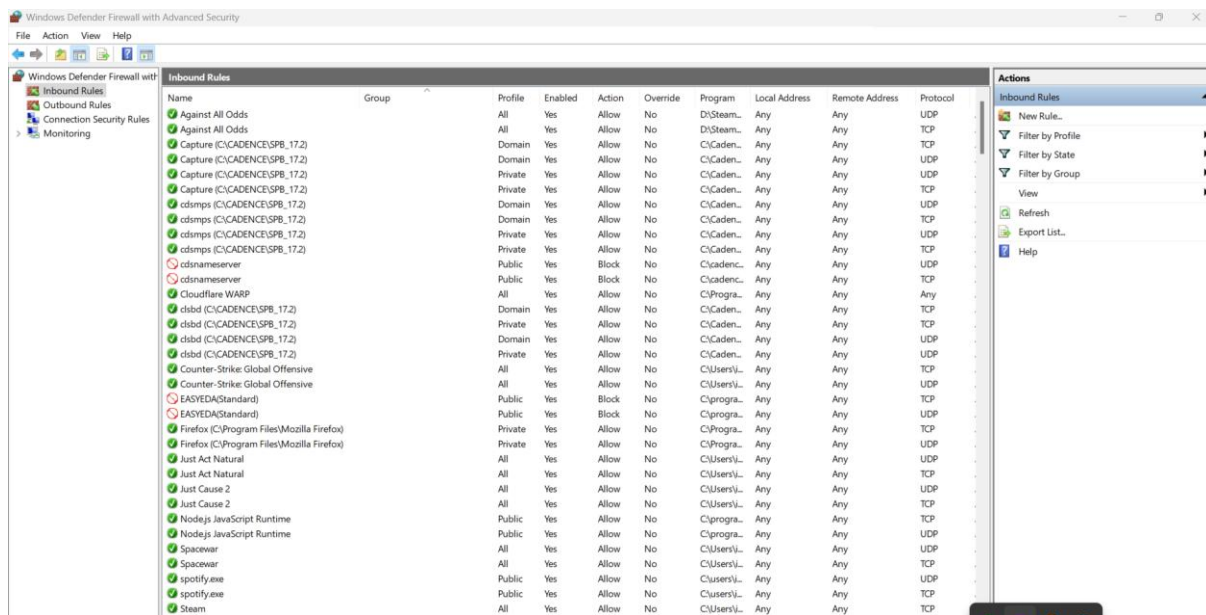 Windows Defender Firewall with Advanced Security
File Action View Help
Windows Defender Firewall with
Inbound Rules
Outbound Rules
Connection Security Rules
Monitoring
Inbound Rules
Name Group Profile Enabled Action Override Program Local Address Remote Address Protocol
Against All Odds All Yes Allow No D:\Steam... Any Any UDP
Against All Odds All Yes Allow No D:\Steam... Any Any TCP
Capture (C:\CADENCE\SPB_17.2) Domain Yes Allow No C:\Caden... Any Any TCP
Capture (C:\CADENCE\SPB_17.2) Domain Yes Allow No C:\Caden... Any Any UDP
Capture (C:\CADENCE\SPB_17.2) Private Yes Allow No C:\Caden... Any Any UDP
Capture (C:\CADENCE\SPB_17.2) Private Yes Allow No C:\Caden... Any Any TCP
cdsmps (C:\CADENCE\SPB_17.2) Domain Yes Allow No C:\Caden... Any Any UDP
cdsmps (C:\CADENCE\SPB_17.2) Domain Yes Allow No C:\Caden... Any Any TCP
cdsmps (C:\CADENCE\SPB_17.2) Private Yes Allow No C:\Caden... Any Any UDP
cdsmps (C:\CADENCE\SPB_17.2) Private Yes Allow No C:\Caden... Any Any TCP
cdsnameserver Public Yes Block No C:\cadenc... Any Any UDP
cdsnameserver Public Yes Block No C:\cadenc... Any Any TCP
Cloudflare WARP All Yes Allow No C:\Progra... Any Any Any
clsbd (C:\CADENCE\SPB_17.2) Domain Yes Allow No C:\Caden... Any Any TCP
clsbd (C:\CADENCE\SPB_17.2) Private Yes Allow No C:\Caden... Any Any TCP
clsbd (C:\CADENCE\SPB_17.2) Domain Yes Allow No C:\Caden... Any Any UDP
clsbd (C:\CADENCE\SPB_17.2) Private Yes Allow No C:\Caden... Any Any UDP
Counter-Strike: Global Offensive All Yes Allow No C:\Users\i... Any Any TCP
Counter-Strike: Global Offensive All Yes Allow No C:\Users\i... Any Any UDP
EASYEDA(Standard) Public Yes Block No C:\progra... Any Any TCP
EASYEDA(Standard) Public Yes Block No C:\progra... Any Any UDP
Firefox (C:\Program Files\Mozilla Firefox) Private Yes Allow No C:\Progra... Any Any TCP
Firefox (C:\Program Files\Mozilla Firefox) Private Yes Allow No C:\Progra... Any Any UDP
Just Act Natural All Yes Allow No C:\Users\i... Any Any UDP
Just Act Natural All Yes Allow No C:\Users\i... Any Any TCP
Just Cause 2 All Yes Allow No C:\Users\i... Any Any UDP
Just Cause 2 All Yes Allow No C:\Users\i... Any Any TCP
Node.js JavaScript Runtime Public Yes Allow No C:\progra... Any Any TCP
Node.js JavaScript Runtime Public Yes Allow No C:\progra... Any Any UDP
Spacewar All Yes Allow No C:\Users\i... Any Any UDP
Spacewar All Yes Allow No C:\Users\i... Any Any TCP
spotify.exe Public Yes Allow No C:\users\i... Any Any UDP
spotify.exe Public Yes Allow No C:\users\i... Any Any TCP
Steam All Yes Allow No C:\Users\i... Any Any TCP
Actions
Inbound Rules
New Rule...
Filter by Profile
Filter by State
Filter by Group
View
Refresh
Export List...
Help